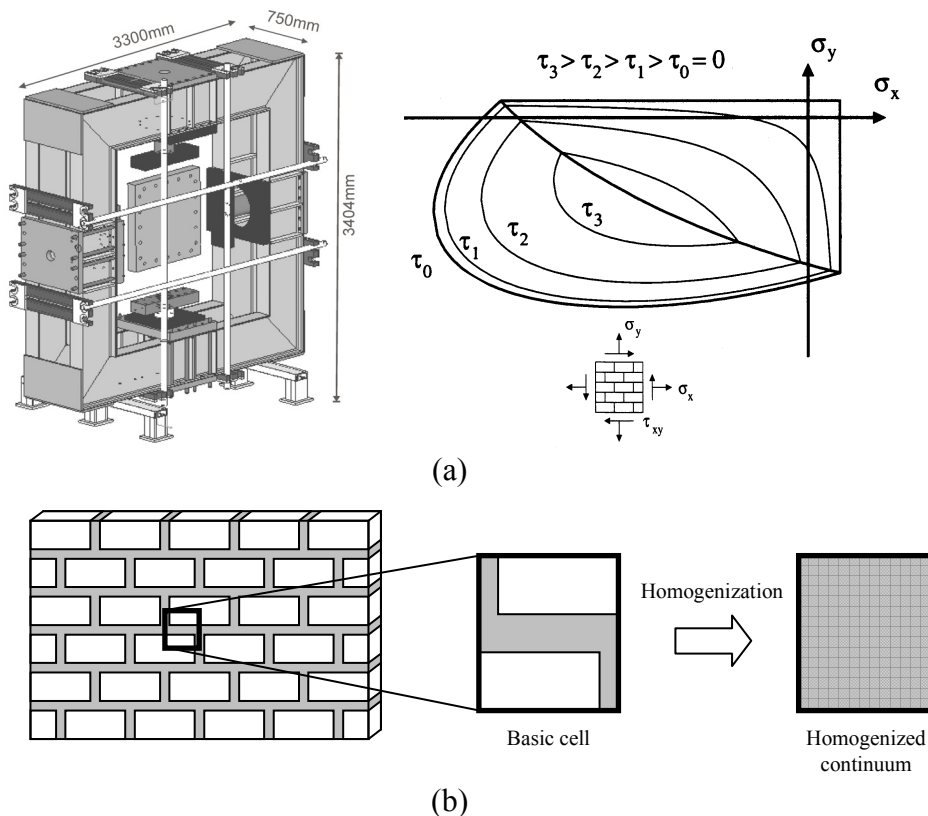 3300mm
750mm
3404mm
τ₃ > τ₂ > τ₁ > τ₀ = 0
σy
σx
τ₃
τ₂
τ₁
τ₀
σy
σx
τxy
(a)
Homogenization
Basic cell
Homogenized
continuum
(b)